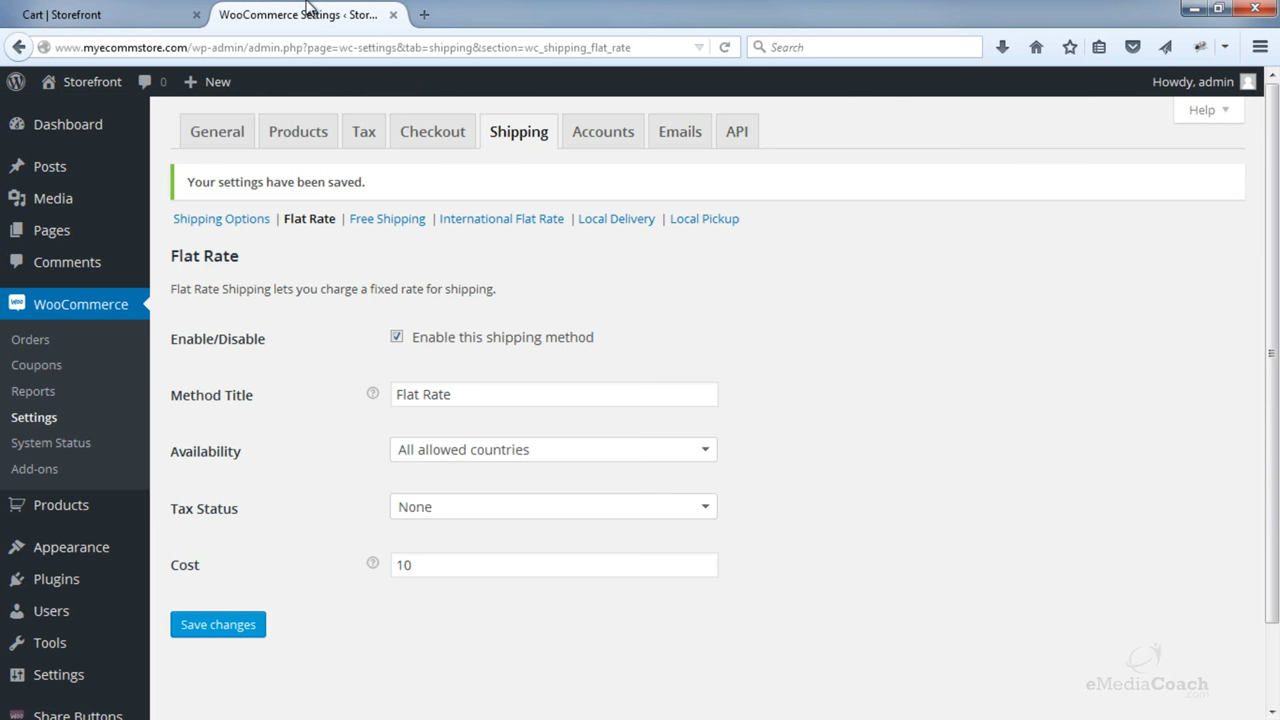 Cart | Storefront
WooCommerce Settings ‹ Stor...
www.myecommstore.com/wp-admin/admin.php?page=wc-settings&tab=shipping&section=wc_shipping_flat_rate
Search
Storefront
0
New
Howdy, admin
Help
Dashboard
Posts
Media
Pages
Comments
WooCommerce
Orders
Coupons
Reports
Settings
System Status
Add-ons
Products
Appearance
Plugins
Users
Tools
Settings
Share Buttons
General Products Tax Checkout Shipping Accounts Emails API
Your settings have been saved.
Shipping Options | Flat Rate | Free Shipping | International Flat Rate | Local Delivery | Local Pickup
Flat Rate
Flat Rate Shipping lets you charge a fixed rate for shipping.
Enable/Disable Enable this shipping method
Method Title ? Flat Rate
Availability All allowed countries
Tax Status None
Cost ? 10
Save changes
eMediaCoach
.com